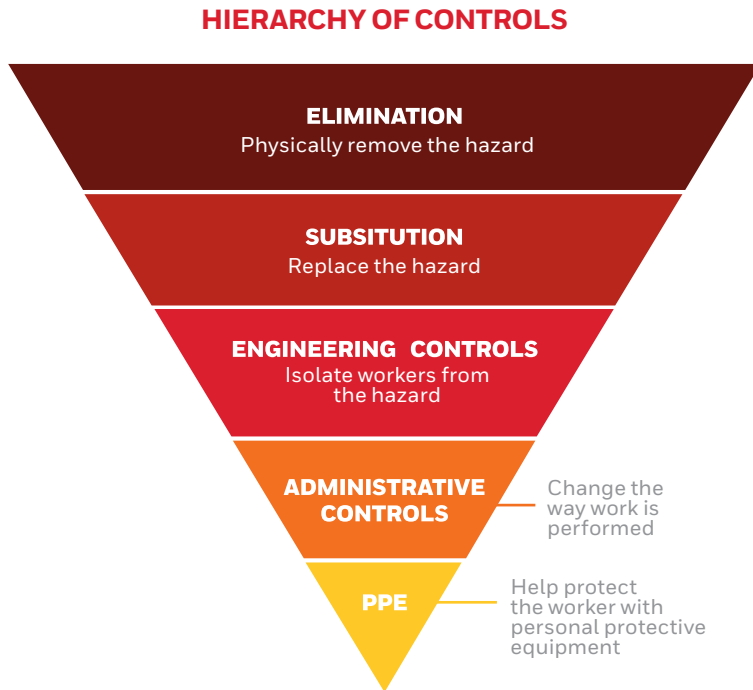 HIERARCHY OF CONTROLS
ELIMINATION
Physically remove the hazard
SUBSITUTION
Replace the hazard
ENGINEERING CONTROLS
Isolate workers from
the hazard
ADMINISTRATIVE
CONTROLS
Change the
way work is
performed
PPE
Help protect
the worker with
personal protective
equipment